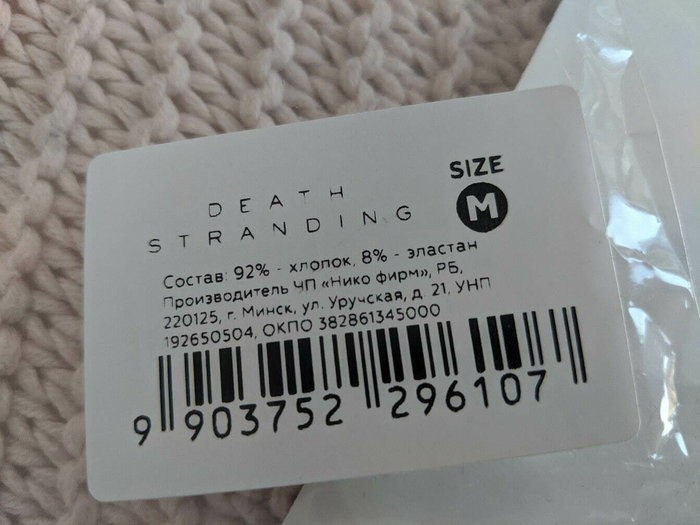 DEATH
STRANDING
SIZE
M
Состав: 92% - хлопок, 8% - эластан
Производитель ЧП «Нико фирм», РБ,
220125, г. Минск, ул. Уручская, д. 21, УНП
192650504, ОКПО 382861345000
9 903752 296107